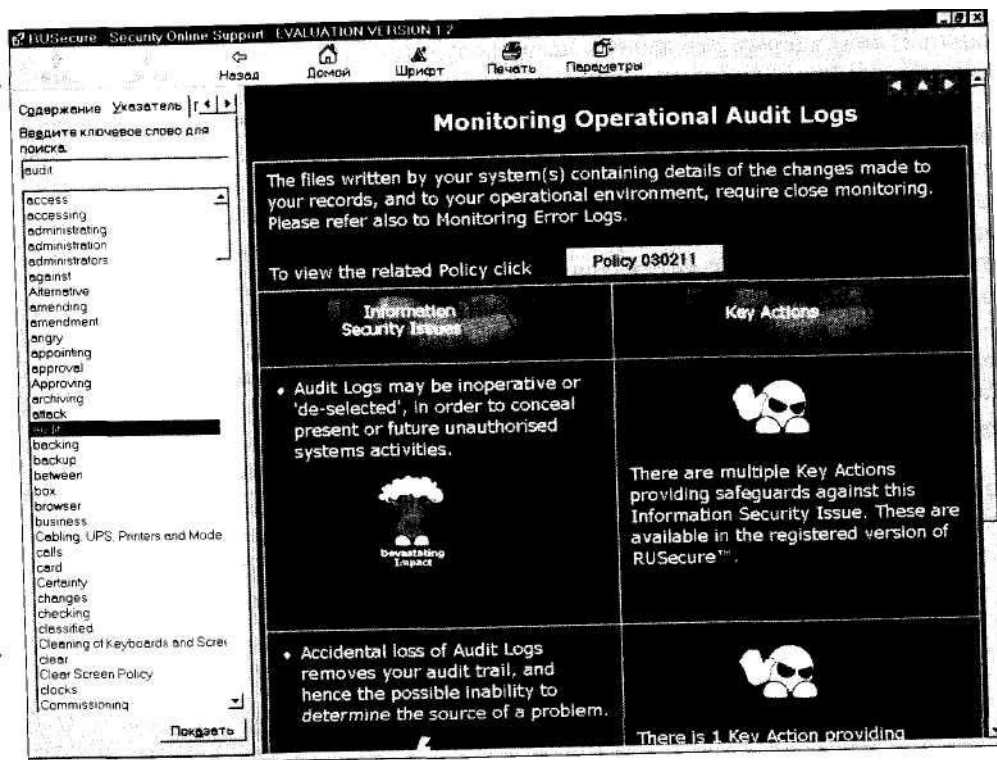 RUSecure Security Online Support EVALUATION VERSION 1.2
Назад Домой Шрифт Печать Параметры
Содержание Указатель
Введите ключевое слово для
поиска:
audit
access
accessing
administrating
administration
administrators
against
Alternative
amending
amendment
angry
appointing
approval
Approving
archiving
attack
audit
backing
backup
between
box
browser
business
Cabling, UPS, Printers and Mode
calls
card
Certainty
changes
checking
classified
Cleaning of Keyboards and Scree
clear
Clear Screen Policy
clocks
Commissioning
Показать
Monitoring Operational Audit Logs
The files written by your system(s) containing details of the changes made to
your records, and to your operational environment, require close monitoring.
Please refer also to Monitoring Error Logs.
To view the related Policy click Policy 030211
Information
Security Issues
Key Actions
• Audit Logs may be inoperative or
'de-selected', in order to conceal
present or future unauthorised
systems activities.
Devastating
Impact
There are multiple Key Actions
providing safeguards against this
Information Security Issue. These are
available in the registered version of
RUSecure™.
• Accidental loss of Audit Logs
removes your audit trail, and
hence the possible inability to
determine the source of a problem.
There is 1 Key Action providing